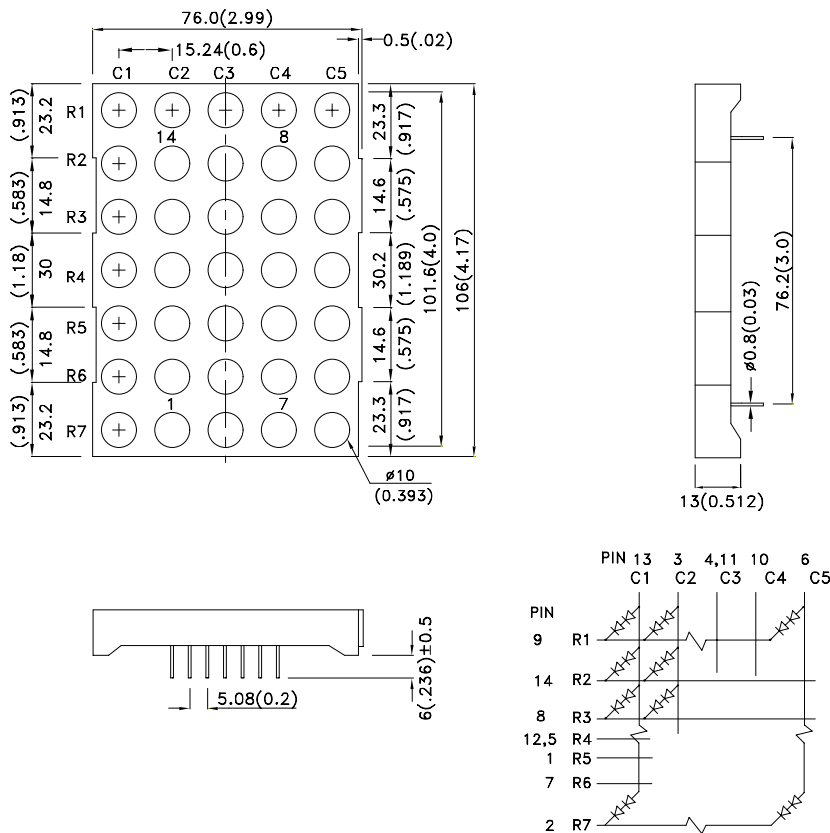 76.0(2.99)
0.5(.02)
15.24(0.6)
C1 C2 C3 C4 C5
(.913) 23.2 R1 23.3 (.917)
14 8
R2
(.583) 14.8 14.6 (.575)
R3
(1.18) 30 R4 30.2 (1.189)
101.6(4.0)
106(4.17)
R5
(.583) 14.8 14.6 (.575)
R6
1 7
(.913) 23.2 R7 23.3 (.917)
ø10
(0.393)
76.2(3.0)
ø0.8(0.03)
13(0.512)
5.08(0.2)
6(.236)±0.5
PIN 13 3 4,11 10 6
C1 C2 C3 C4 C5
PIN
9 R1
14 R2
8 R3
12,5 R4
1 R5
7 R6
2 R7